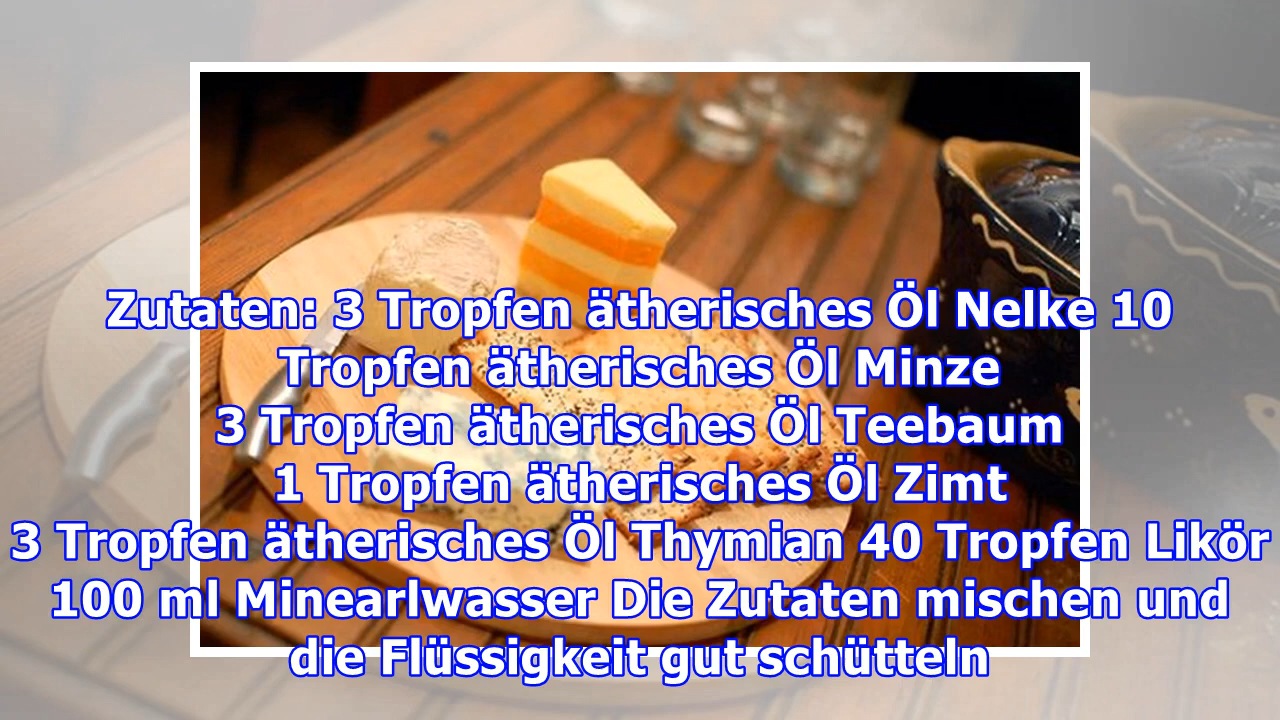 Zutaten: 3 Tropfen ätherisches Öl Nelke 10
Tropfen ätherisches Öl Minze
3 Tropfen ätherisches Öl Teebaum
1 Tropfen ätherisches Öl Zimt
3 Tropfen ätherisches Öl Thymian 40 Tropfen Likör
100 ml Minearlwasser Die Zutaten mischen und
die Flüssigkeit gut schütteln